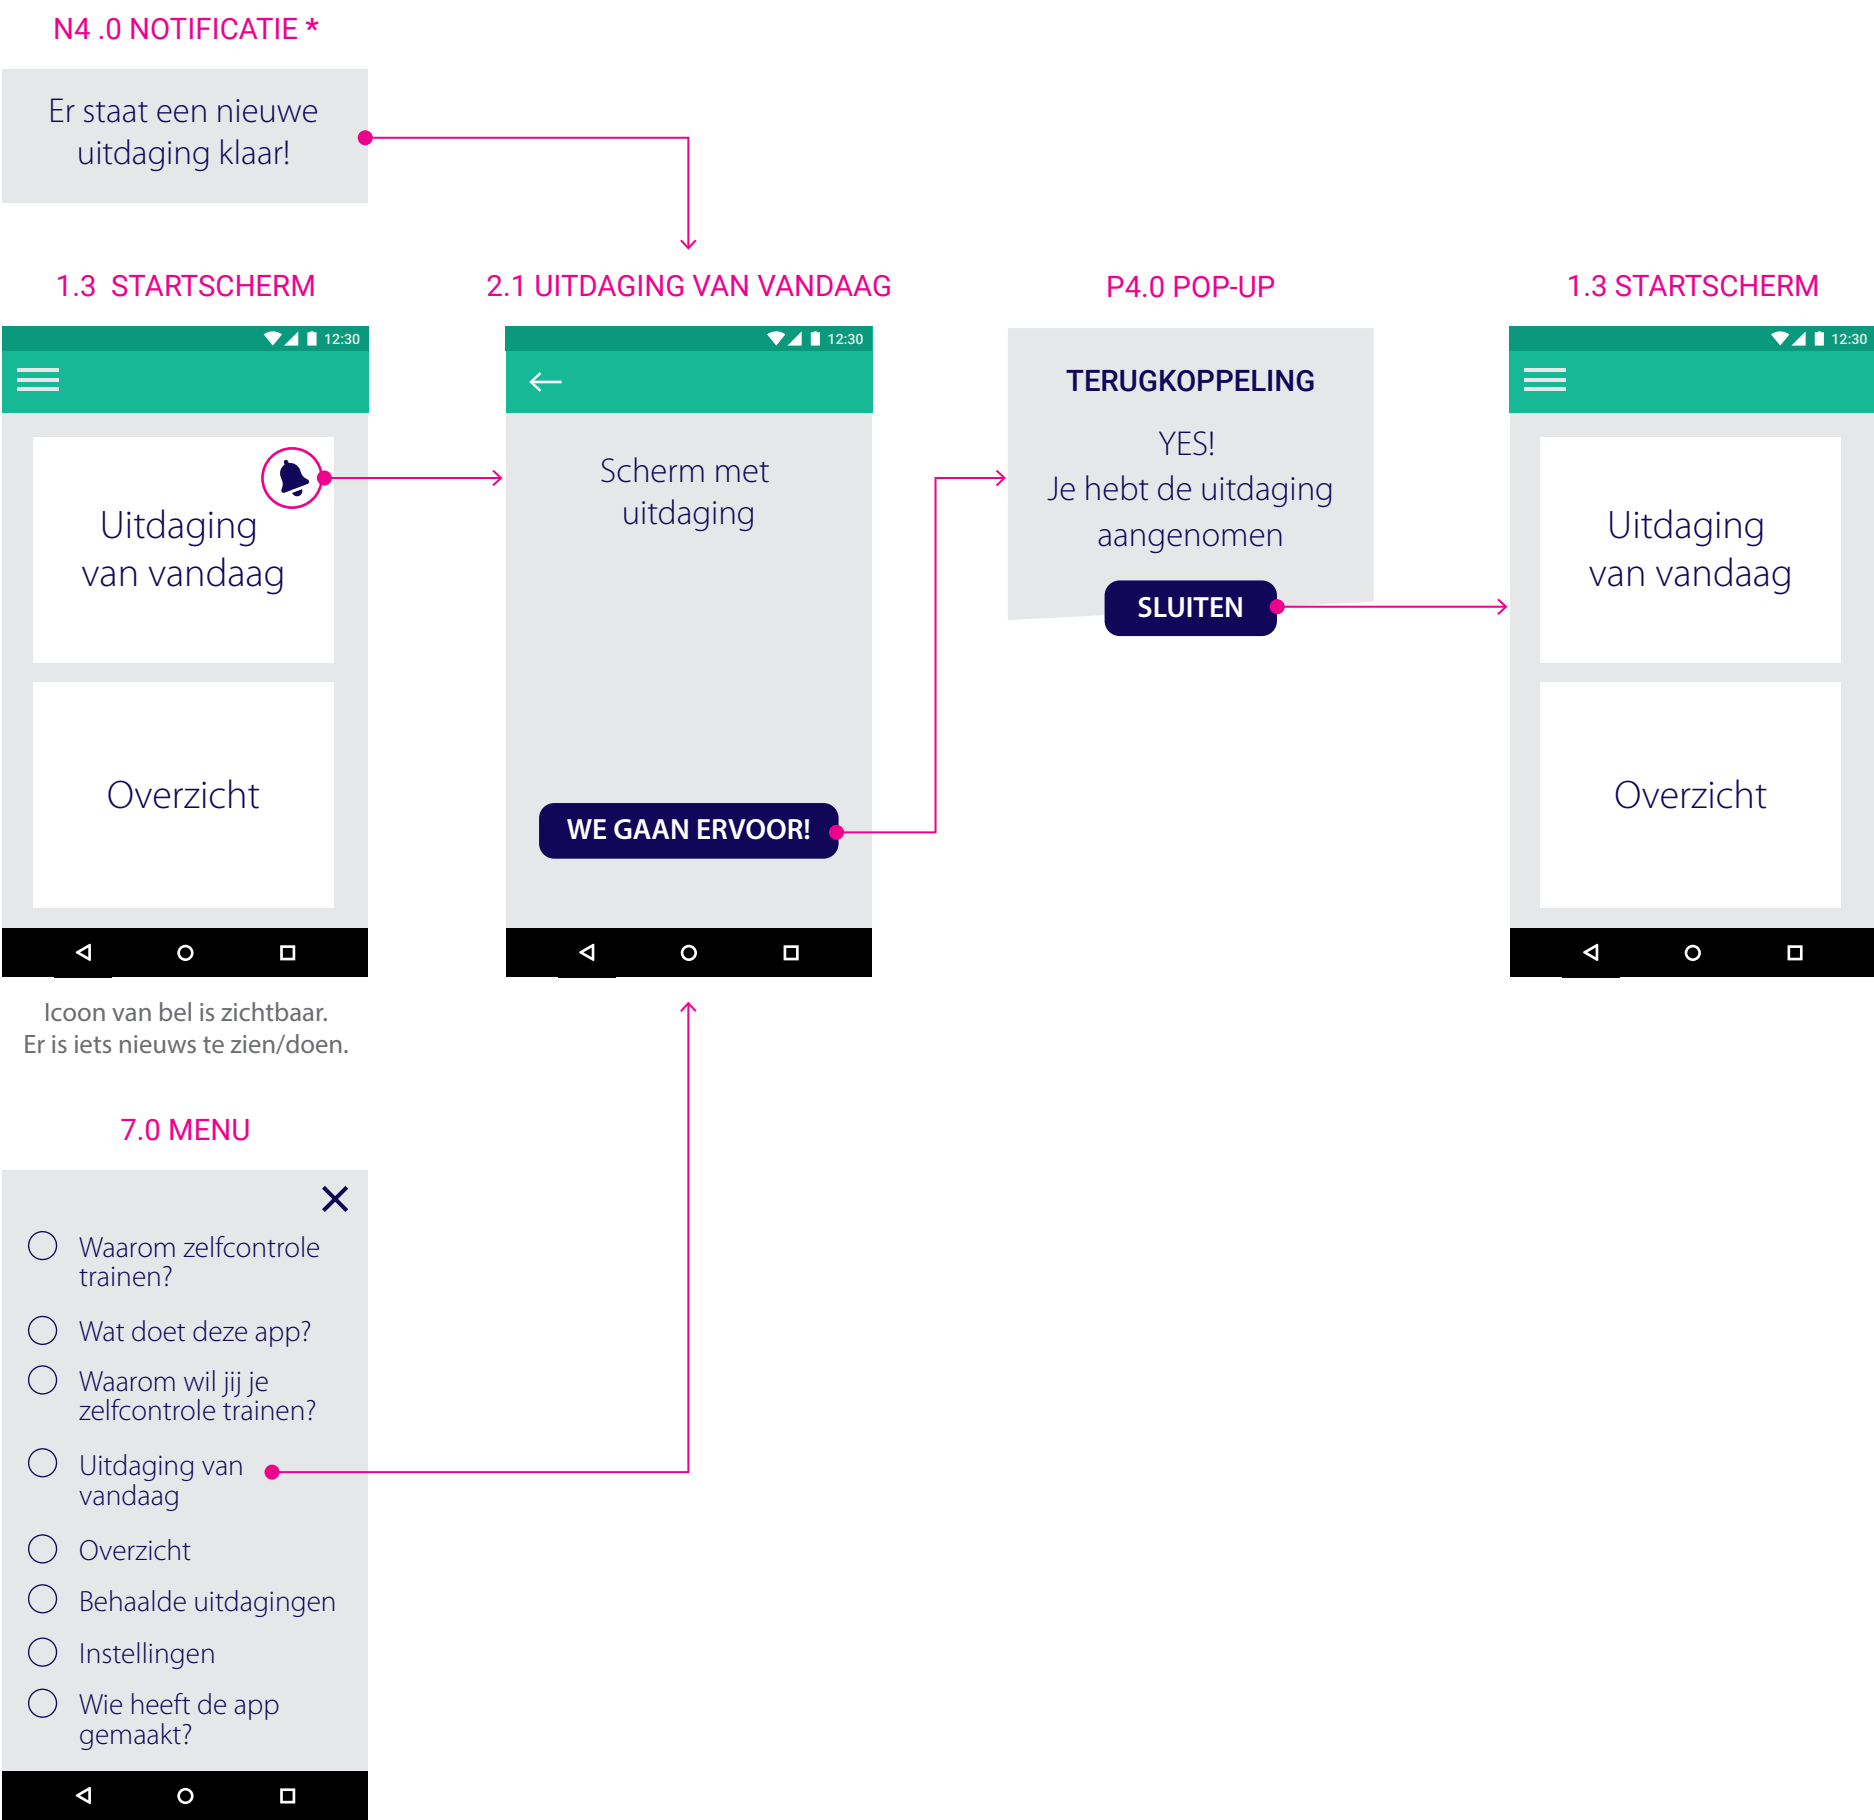 N4 .0 NOTIFICATIE *
Er staat een nieuwe
uitdaging klaar!
1.3 STARTSCHERM
12:30
Uitdaging
van vandaag
Overzicht
Icoon van bel is zichtbaar.
Er is iets nieuws te zien/doen.
2.1 UITDAGING VAN VANDAAG
12:30
Scherm met
uitdaging
WE GAAN ERVOOR!
P4.0 POP-UP
TERUGKOPPELING
YES!
Je hebt de uitdaging
aangenomen
SLUITEN
1.3 STARTSCHERM
12:30
Uitdaging
van vandaag
Overzicht
7.0 MENU
Waarom zelfcontrole
trainen?
Wat doet deze app?
Waarom wil jij je
zelfcontrole trainen?
Uitdaging van
vandaag
Overzicht
Behaalde uitdagingen
Instellingen
Wie heeft de app
gemaakt?